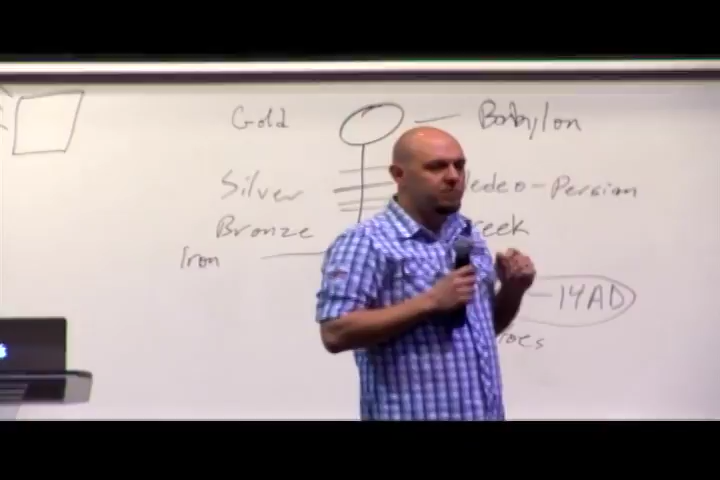 Gold Babylon
Silver edeo-Persian
Bronze reek
Iron
14AD
oes